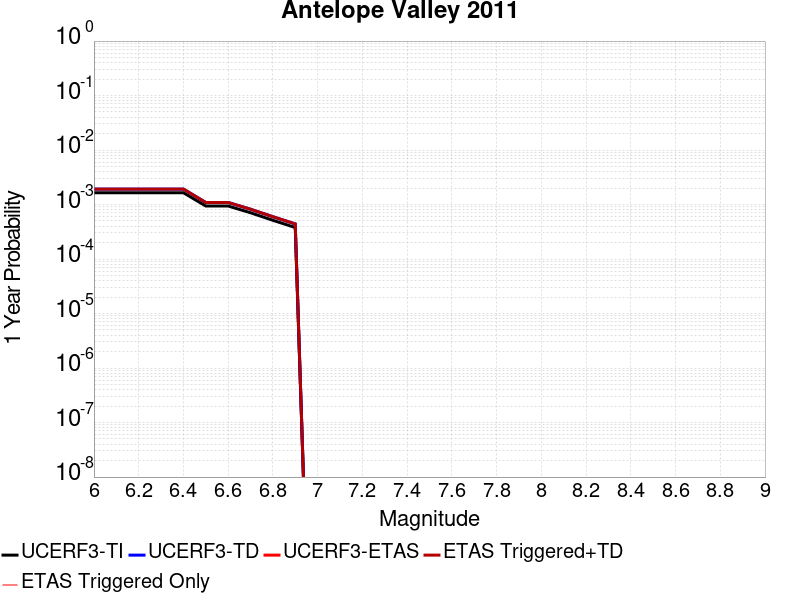 Antelope Valley 2011
10^0
10^-1
10^-2
10^-3
10^-4
10^-5
10^-6
10^-7
10^-8
1 Year Probability
6 6.2 6.4 6.6 6.8 7 7.2 7.4 7.6 7.8 8 8.2 8.4 8.6 8.8 9
Magnitude
UCERF3-TI UCERF3-TD UCERF3-ETAS ETAS Triggered+TD
ETAS Triggered Only